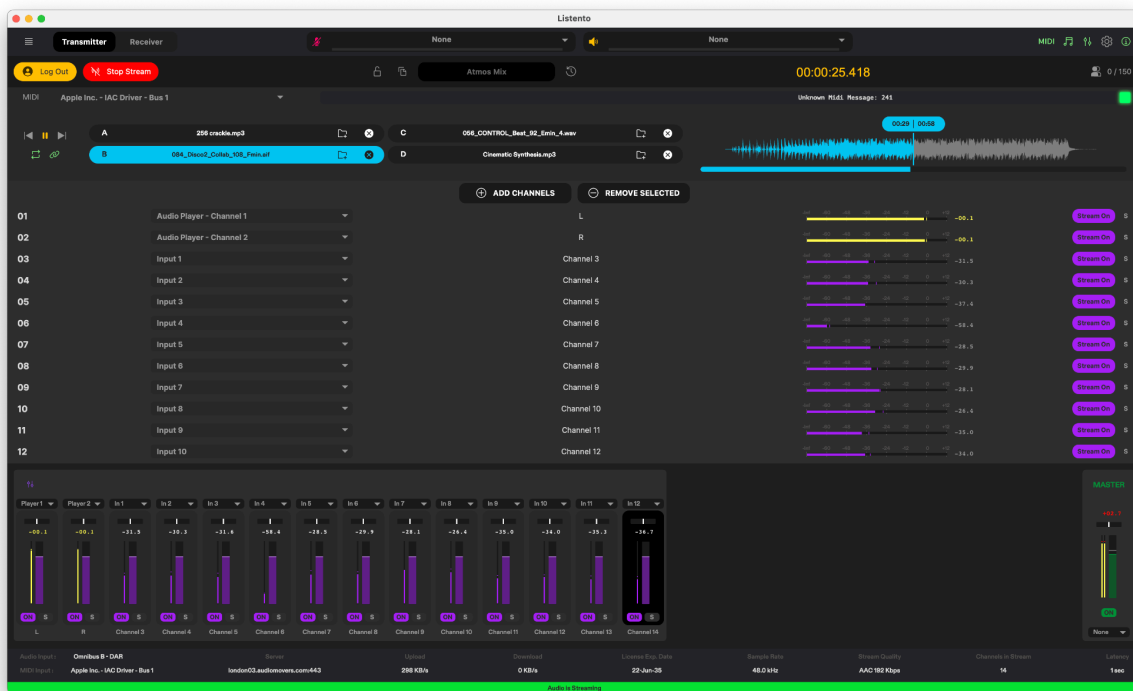 Listento
Transmitter Receiver None None MIDI
Log Out Stop Stream Atmos Mix 00:00:25.418 0 / 150
MIDI Apple Inc. - IAC Driver - Bus 1 Unknown Midi Message: 241
00:29 00:58
A 256 crackle.mp3 C 056_CONTROL_Beat_92_Emin_4.wav
B 084_Disco2_Collab_108_Fmin.aif D Cinematic Synthesis.mp3
ADD CHANNELS REMOVE SELECTED
01 Audio Player - Channel 1 L -00.1 Stream On S
02 Audio Player - Channel 2 R -00.1 Stream On S
03 Input 1 Channel 3 -31.5 Stream On S
04 Input 2 Channel 4 -30.3 Stream On S
05 Input 3 Channel 5 -37.4 Stream On S
06 Input 4 Channel 6 -58.4 Stream On S
07 Input 5 Channel 7 -28.5 Stream On S
08 Input 6 Channel 8 -29.9 Stream On S
09 Input 7 Channel 9 -28.1 Stream On S
10 Input 8 Channel 10 -26.4 Stream On S
11 Input 9 Channel 11 -35.0 Stream On S
12 Input 10 Channel 12 -34.0 Stream On S
MASTER
Player 1 Player 2 In 1 In 2 In 3 In 4 In 5 In 6 In 7 In 8 In 9 In 10 In 11 In 12
-00.1 -00.1 -31.5 -30.3 -31.6 -58.4 -28.5 -29.9 -28.1 -26.4 -35.0 -34.0 -35.3 -36.7
ON S ON S ON S ON S ON S ON S ON S ON S ON S ON S ON S ON S ON S ON S ON
L R Channel 3 Channel 4 Channel 5 Channel 6 Channel 7 Channel 8 Channel 9 Channel 10 Channel 11 Channel 12 Channel 13 Channel 14 None
Audio Input: Omnibus B - DAR Server Upload Download License Exp. Date Sample Rate Stream Quality Channels in Stream Latency
MIDI Input: Apple Inc. - IAC Driver - Bus 1 london03.audiomovers.com:443 298 KB/s 0 KB/s 22-Jun-35 48.0 kHz AAC 192 Kbps 14 1 sec
Audio is Streaming